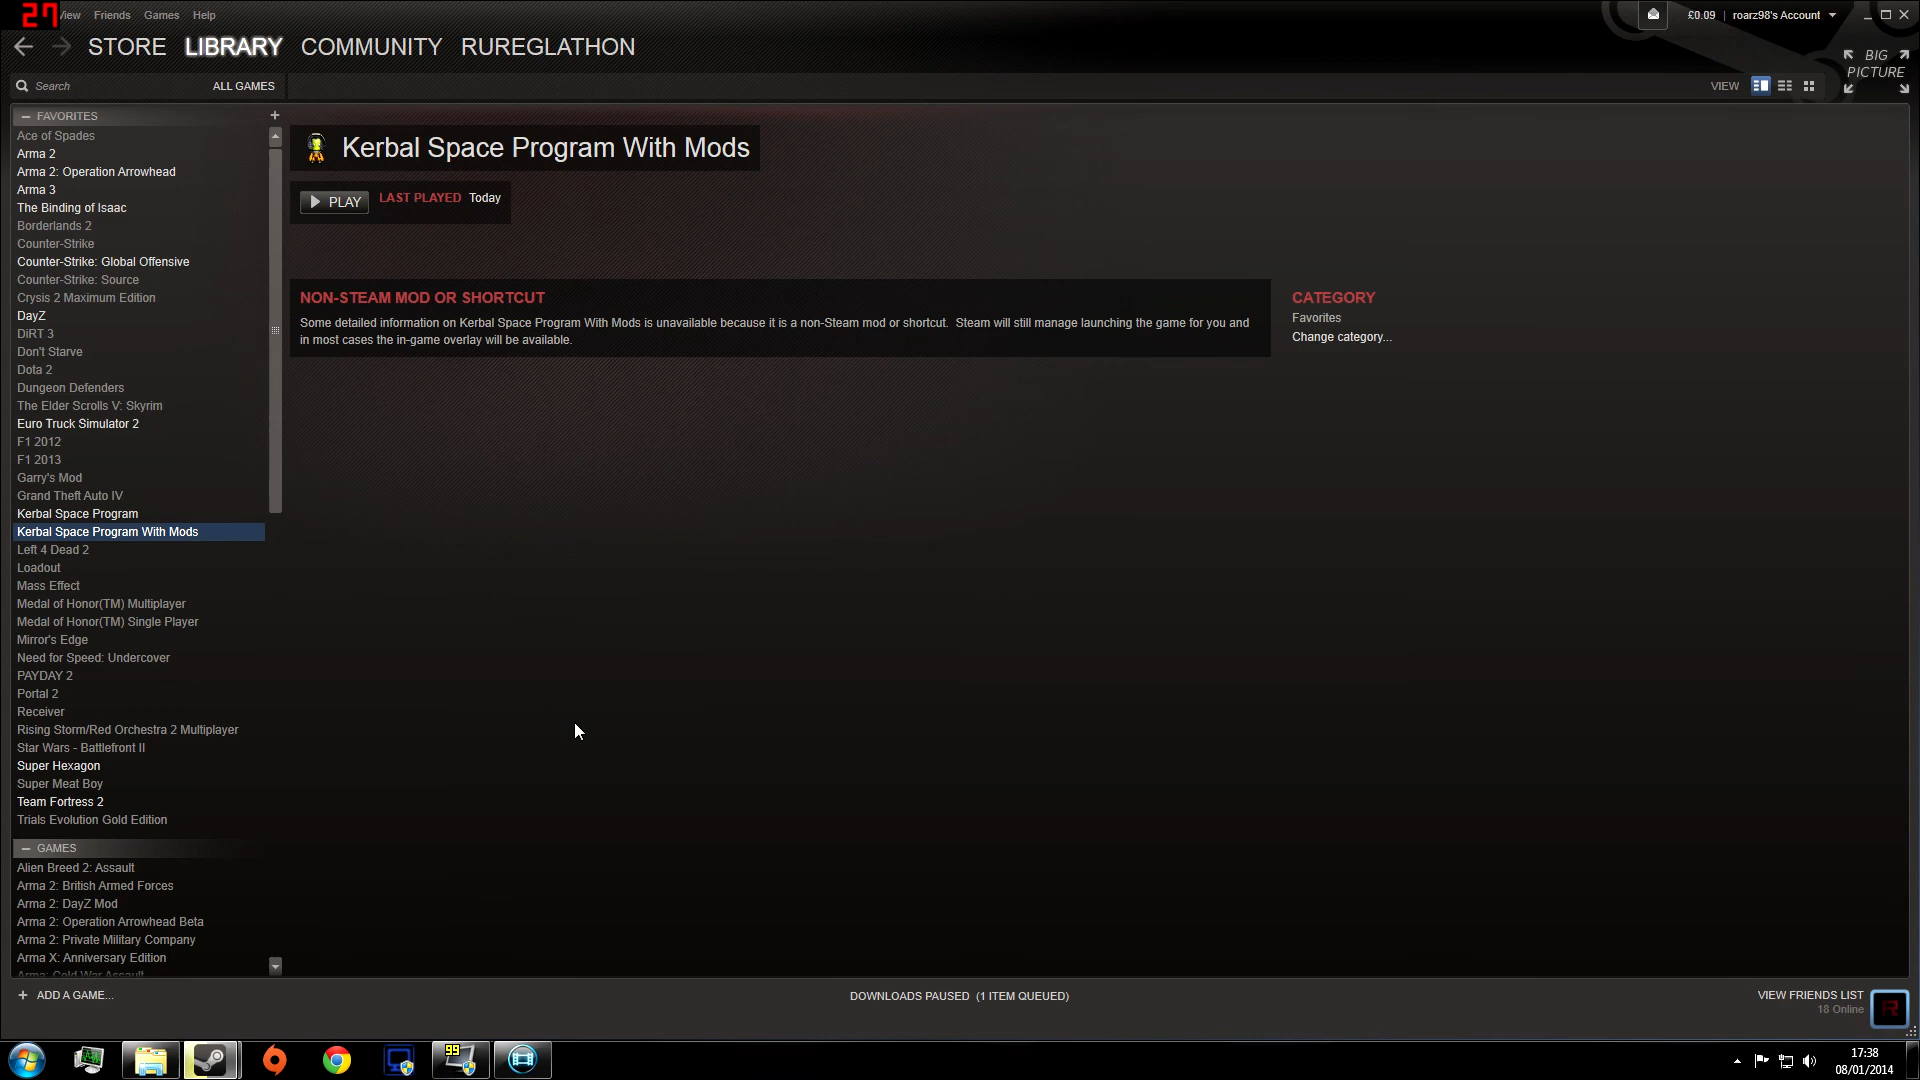 27
View Friends Games Help
£0.09 roarz98's Account
STORE LIBRARY COMMUNITY RUREGLATHON
BIG PICTURE
Search ALL GAMES
VIEW
FAVORITES
Ace of Spades
Arma 2
Arma 2: Operation Arrowhead
Arma 3
The Binding of Isaac
Borderlands 2
Counter-Strike
Counter-Strike: Global Offensive
Counter-Strike: Source
Crysis 2 Maximum Edition
DayZ
DiRT 3
Don't Starve
Dota 2
Dungeon Defenders
The Elder Scrolls V: Skyrim
Euro Truck Simulator 2
F1 2012
F1 2013
Garry's Mod
Grand Theft Auto IV
Kerbal Space Program
Kerbal Space Program With Mods
Left 4 Dead 2
Loadout
Mass Effect
Medal of Honor(TM) Multiplayer
Medal of Honor(TM) Single Player
Mirror's Edge
Need for Speed: Undercover
PAYDAY 2
Portal 2
Receiver
Rising Storm/Red Orchestra 2 Multiplayer
Star Wars - Battlefront II
Super Hexagon
Super Meat Boy
Team Fortress 2
Trials Evolution Gold Edition
GAMES
Alien Breed 2: Assault
Arma 2: British Armed Forces
Arma 2: DayZ Mod
Arma 2: Operation Arrowhead Beta
Arma 2: Private Military Company
Arma X: Anniversary Edition
Arma: Cold War Assault
Kerbal Space Program With Mods
PLAY LAST PLAYED Today
NON-STEAM MOD OR SHORTCUT
Some detailed information on Kerbal Space Program With Mods is unavailable because it is a non-Steam mod or shortcut. Steam will still manage launching the game for you and
in most cases the in-game overlay will be available.
CATEGORY
Favorites
Change category...
+ ADD A GAME...
DOWNLOADS PAUSED (1 ITEM QUEUED)
VIEW FRIENDS LIST
18 Online
R
99
17:38
08/01/2014